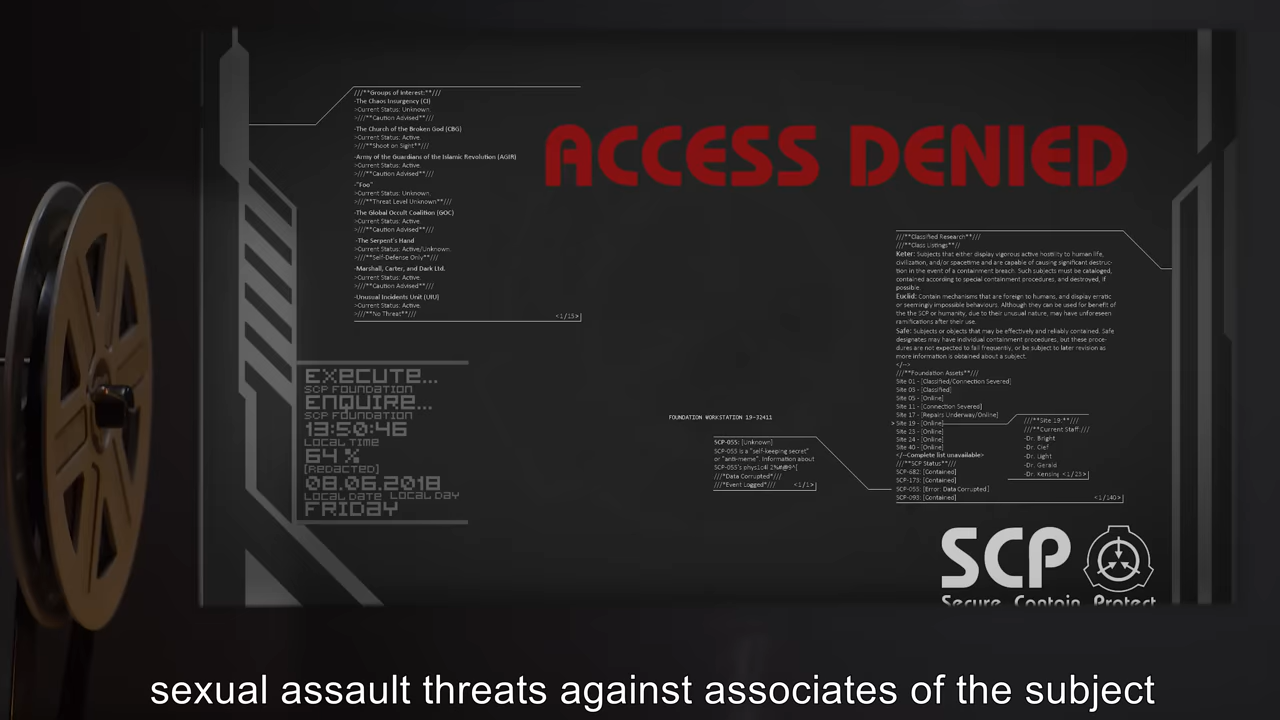 ///**Groups of Interest:**///
-The Chaos Insurgency (CI)
>Current Status: Unknown.
>///**Caution Advised**///
-The Church of the Broken God (CBG)
>Current Status: Active.
>///**Shoot on Sight**///
-Army of the Guardians of the Islamic Revolution (AGIR)
>Current Status: Active.
>///**Caution Advised**///
-"Foo"
>Current Status: Unknown.
>///**Threat Level Unknown**///
-The Global Occult Coalition (GOC)
>Current Status: Active.
>///**Caution Advised**///
-The Serpent's Hand
>Current Status: Active/Unknown.
>///**Self-Defense Only**///
-Marshall, Carter, and Dark Ltd.
>Current Status: Active.
>///**Caution Advised**///
-Unusual Incidents Unit (UIU)
>Current Status: Active.
>///**No Threat**///
<1/15>
ACCESS DENIED
///**Classified Research**///
///**Class Listings**//
Keter: Subjects that either display vigorous active hostility to human life,
civilization, and/or spacetime and are capable of causing significant destruc-
tion in the event of a containment breach. Such subjects must be cataloged,
contained according to special containment procedures, and destroyed, if
possible.
Euclid: Contain mechanisms that are foreign to humans, and display erratic
or seemingly impossible behaviours. Although they can be used for benefit of
the the SCP or humanity, due to their unusual nature, may have unforeseen
ramifications after their use.
Safe: Subjects or objects that may be effectively and reliably contained. Safe
designates may have individual containment procedures, but these proce-
dures are not expected to fail frequently, or be subject to later revision as
more information is obtained about a subject.
</-->
///**Foundation Assets**///
Site 01 - [Classified/Connection Severed]
Site 03 - [Classified]
Site 05 - [Online]
Site 11 - [Connection Severed]
Site 17 - [Repairs Underway/Online]
>Site 19 - [Online]
Site 23 - [Online]
Site 24 - [Online]
Site 40 - [Online]
</--Complete list unavailable>
///**SCP Status**///
SCP-682: [Contained]
SCP-173: [Contained]
SCP-055: [Error: Data Corrupted]
SCP-093: [Contained]
<1/140>
///**Site 19:**///
///**Current Staff:///
-Dr. Bright
-Dr. Clef
-Dr. Light
-Dr. Gerald
-Dr. Kensing <1/23>
EXECUTE...
SCP FOUNDATION
ENQUIRE...
SCP FOUNDATION
13:50:46
LOCAL TIME
64 %
[REDACTED]
08.06.2018
LOCAL DATE LOCAL DAY
FRIDAY
FOUNDATION WORKSTATION 19-32411
SCP-055: [Unknown]
SCP-055 is a "self-keeping secret"
or "anti-meme". Information about
///**Data Corrupted*///
///*Event Logged*///
<1/1>
SCP
Secure Contain Protect
sexual assault threats against associates of the subject